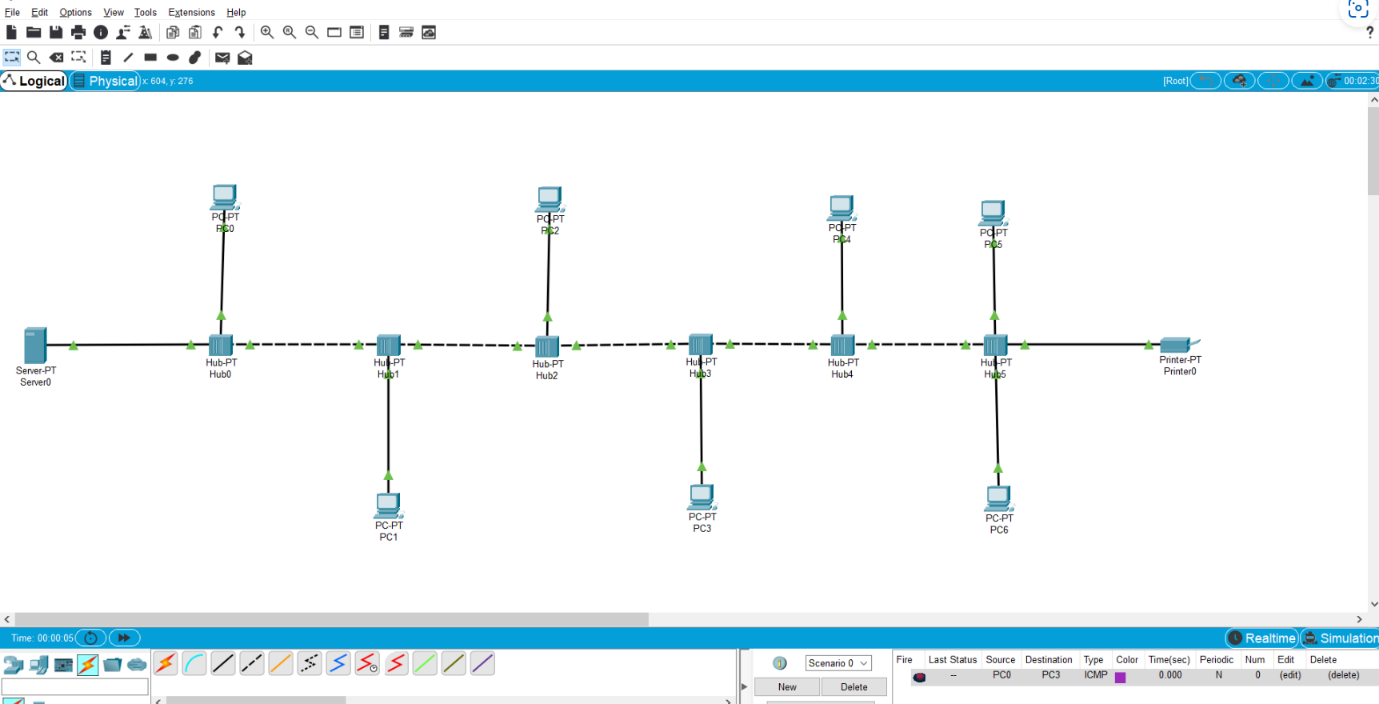 File Edit Options View Tools Extensions Help
?
Logical Physical x: 604, y: 276 [Root] 00:02:30
PC-PT
PC0
PC-PT
PC2
PC-PT
PC4
PC-PT
PC5
Server-PT
Server0
Hub-PT
Hub0
Hub-PT
Hub1
Hub-PT
Hub2
Hub-PT
Hub3
Hub-PT
Hub4
Hub-PT
Hub5
Printer-PT
Printer0
PC-PT
PC1
PC-PT
PC3
PC-PT
PC6
Time: 00:00:05 Realtime Simulation
Scenario 0
New Delete
Fire Last Status Source Destination Type Color Time(sec) Periodic Num Edit Delete
-- PC0 PC3 ICMP 0.000 N 0 (edit) (delete)